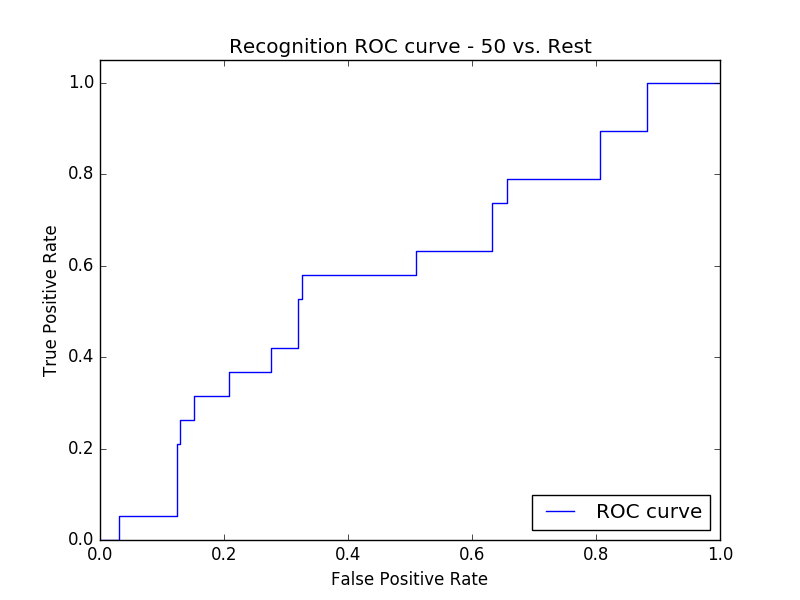 Recognition ROC curve - 50 vs. Rest
1.0
0.8
0.6
0.4
0.2
0.0
True Positive Rate
ROC curve
0.0 0.2 0.4 0.6 0.8 1.0
False Positive Rate